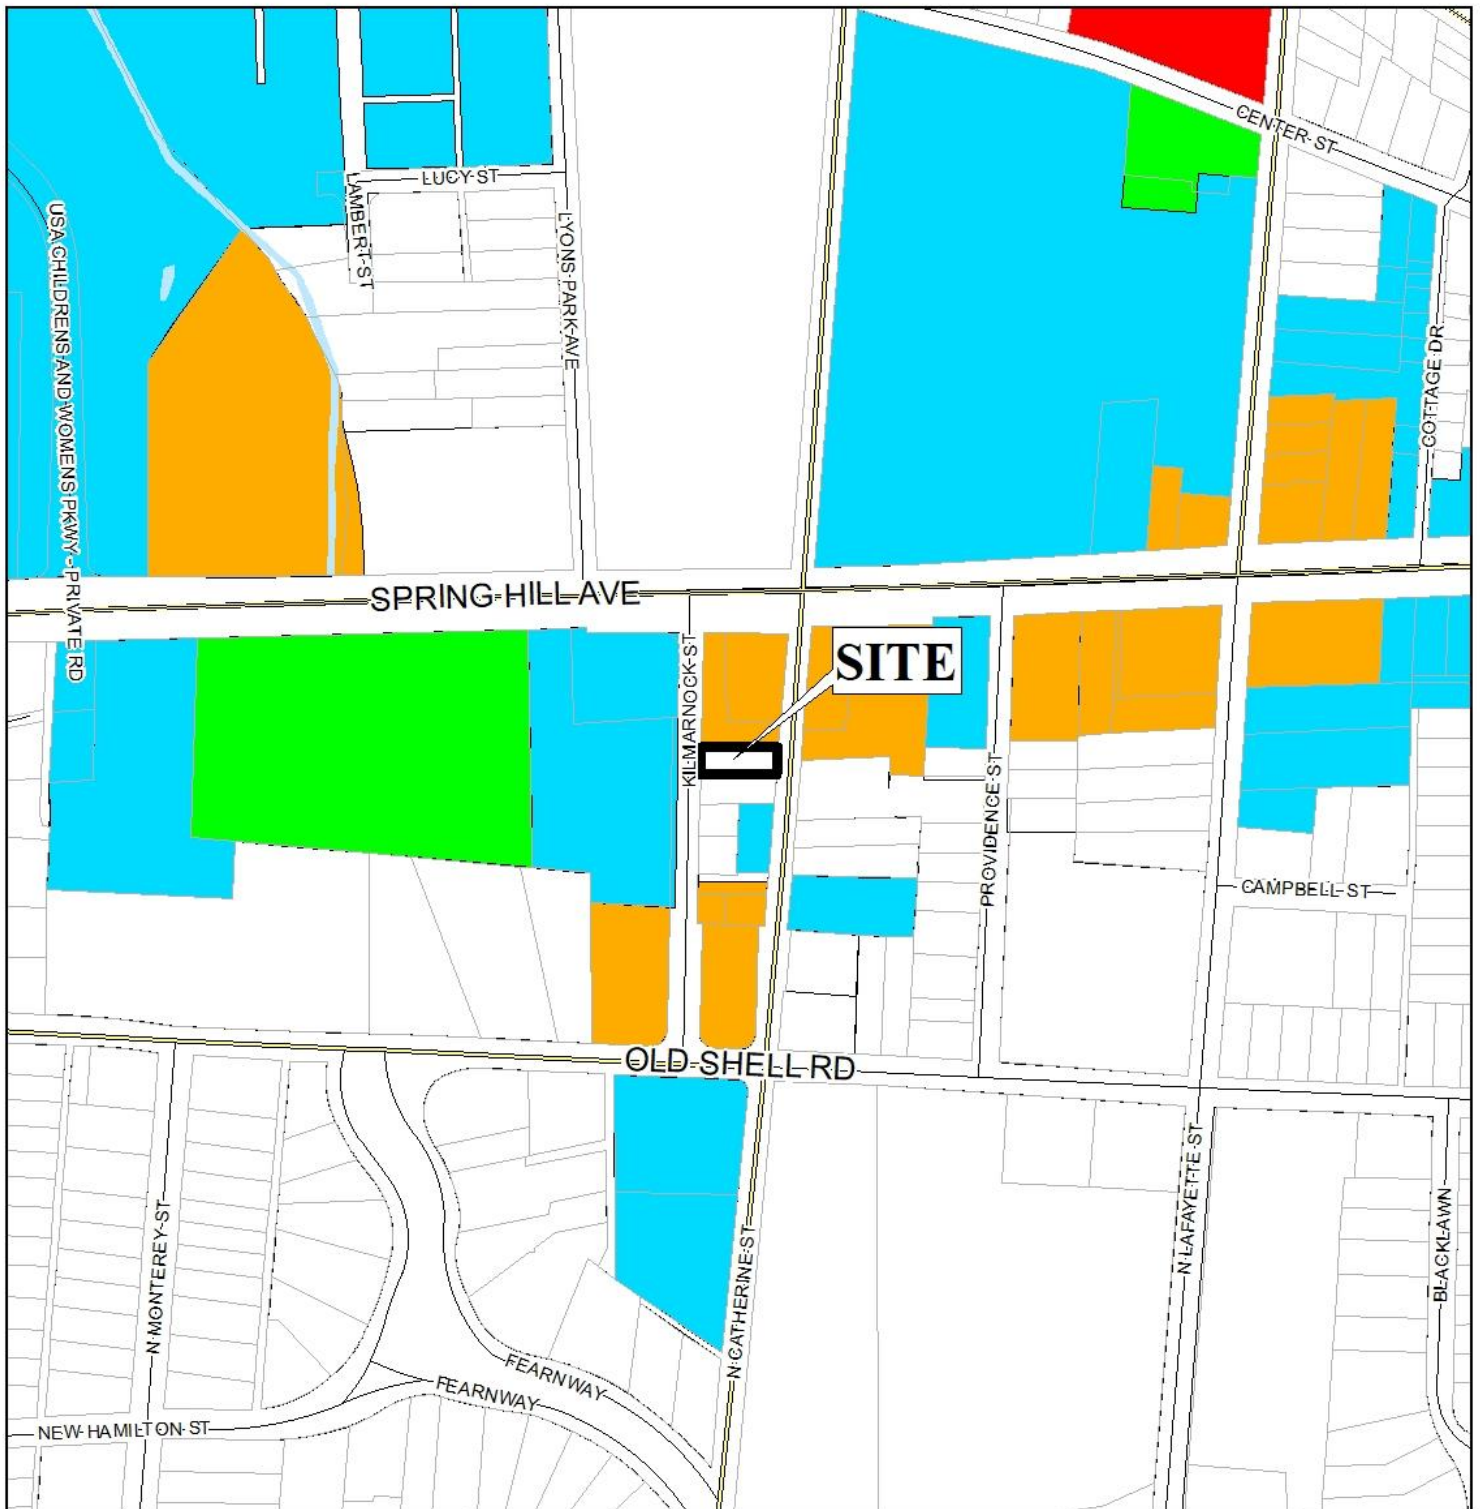 CENTER ST
LUCY ST
LAMBERT ST
LYONS PARK AVE
USA CHILDRENS AND WOMENS PKWY - PRIVATE RD
COTTAGE DR
SPRING HILL AVE
KILMARNOCK ST
SITE
PROVIDENCE ST
CAMPBELL ST
OLD SHELL RD
N MONTEREY ST
N CATHERINE ST
N LAFAYETTE ST
BLACKLAWN
FEARNWAY
FEARNWAY
NEW HAMILTON ST